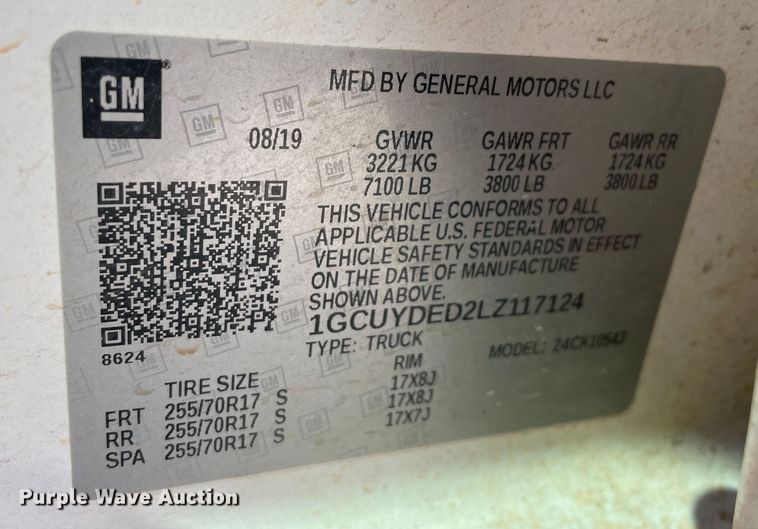 GM
MFD BY GENERAL MOTORS LLC
08/19 GVWR GAWR FRT GAWR RR
3221 KG 1724 KG 1724 KG
7100 LB 3800 LB 3800 LB
THIS VEHICLE CONFORMS TO ALL
APPLICABLE U.S. FEDERAL MOTOR
VEHICLE SAFETY STANDARDS IN EFFECT
ON THE DATE OF MANUFACTURE
SHOWN ABOVE.
1GCUYDED2LZ117124
8624
TYPE: TRUCK MODEL: 24CK10543
TIRE SIZE RIM
FRT 255/70R17 S 17X8J
RR 255/70R17 S 17X8J
SPA 255/70R17 S 17X7J
Purple Wave Auction